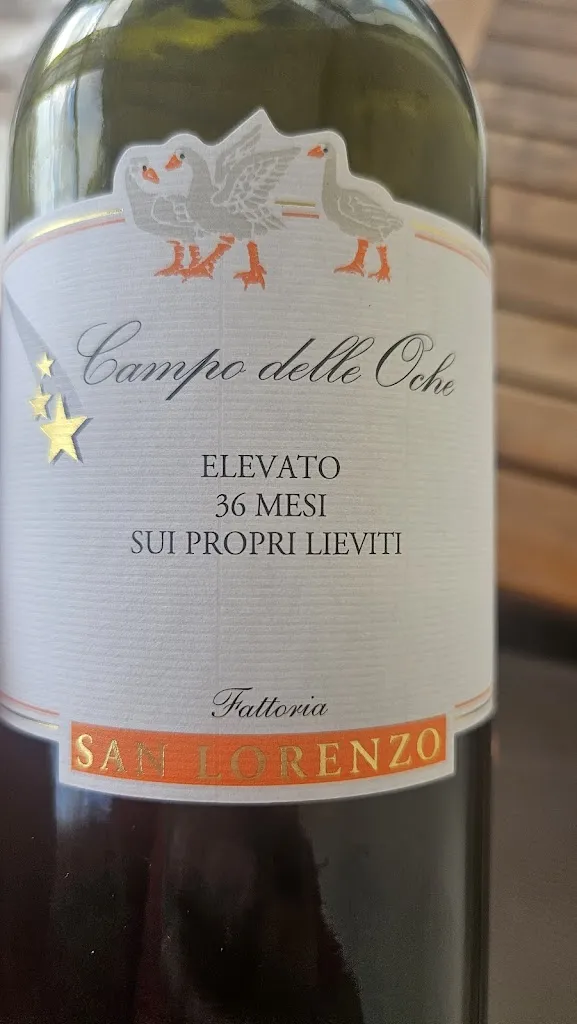 Campo delle Oche
ELEVATO
36 MESI
SUI PROPRI LIEVITI
Fattoria
SAN LORENZO